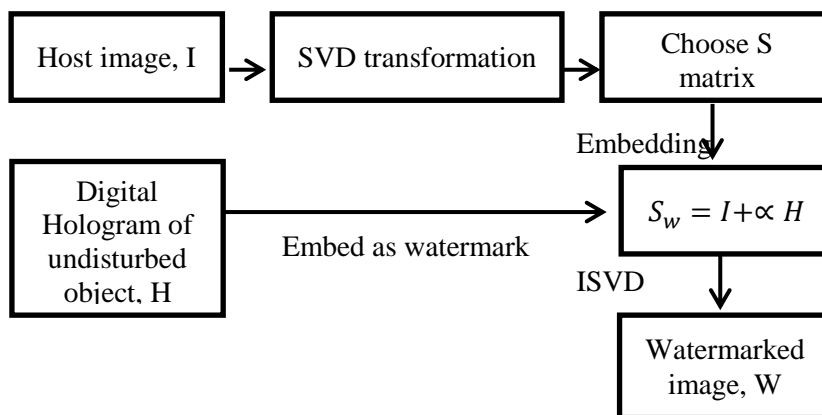 Host image, I
SVD transformation
Choose S
matrix
Embedding
Digital
Hologram of
undisturbed
object, H
Embed as watermark
S_w = I+∝ H
ISVD
Watermarked
image, W